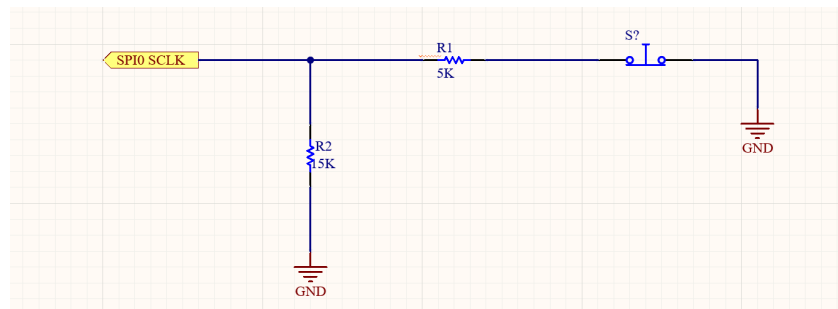 SPI0 SCLK
R1
5K
S?
GND
R2
15K
GND